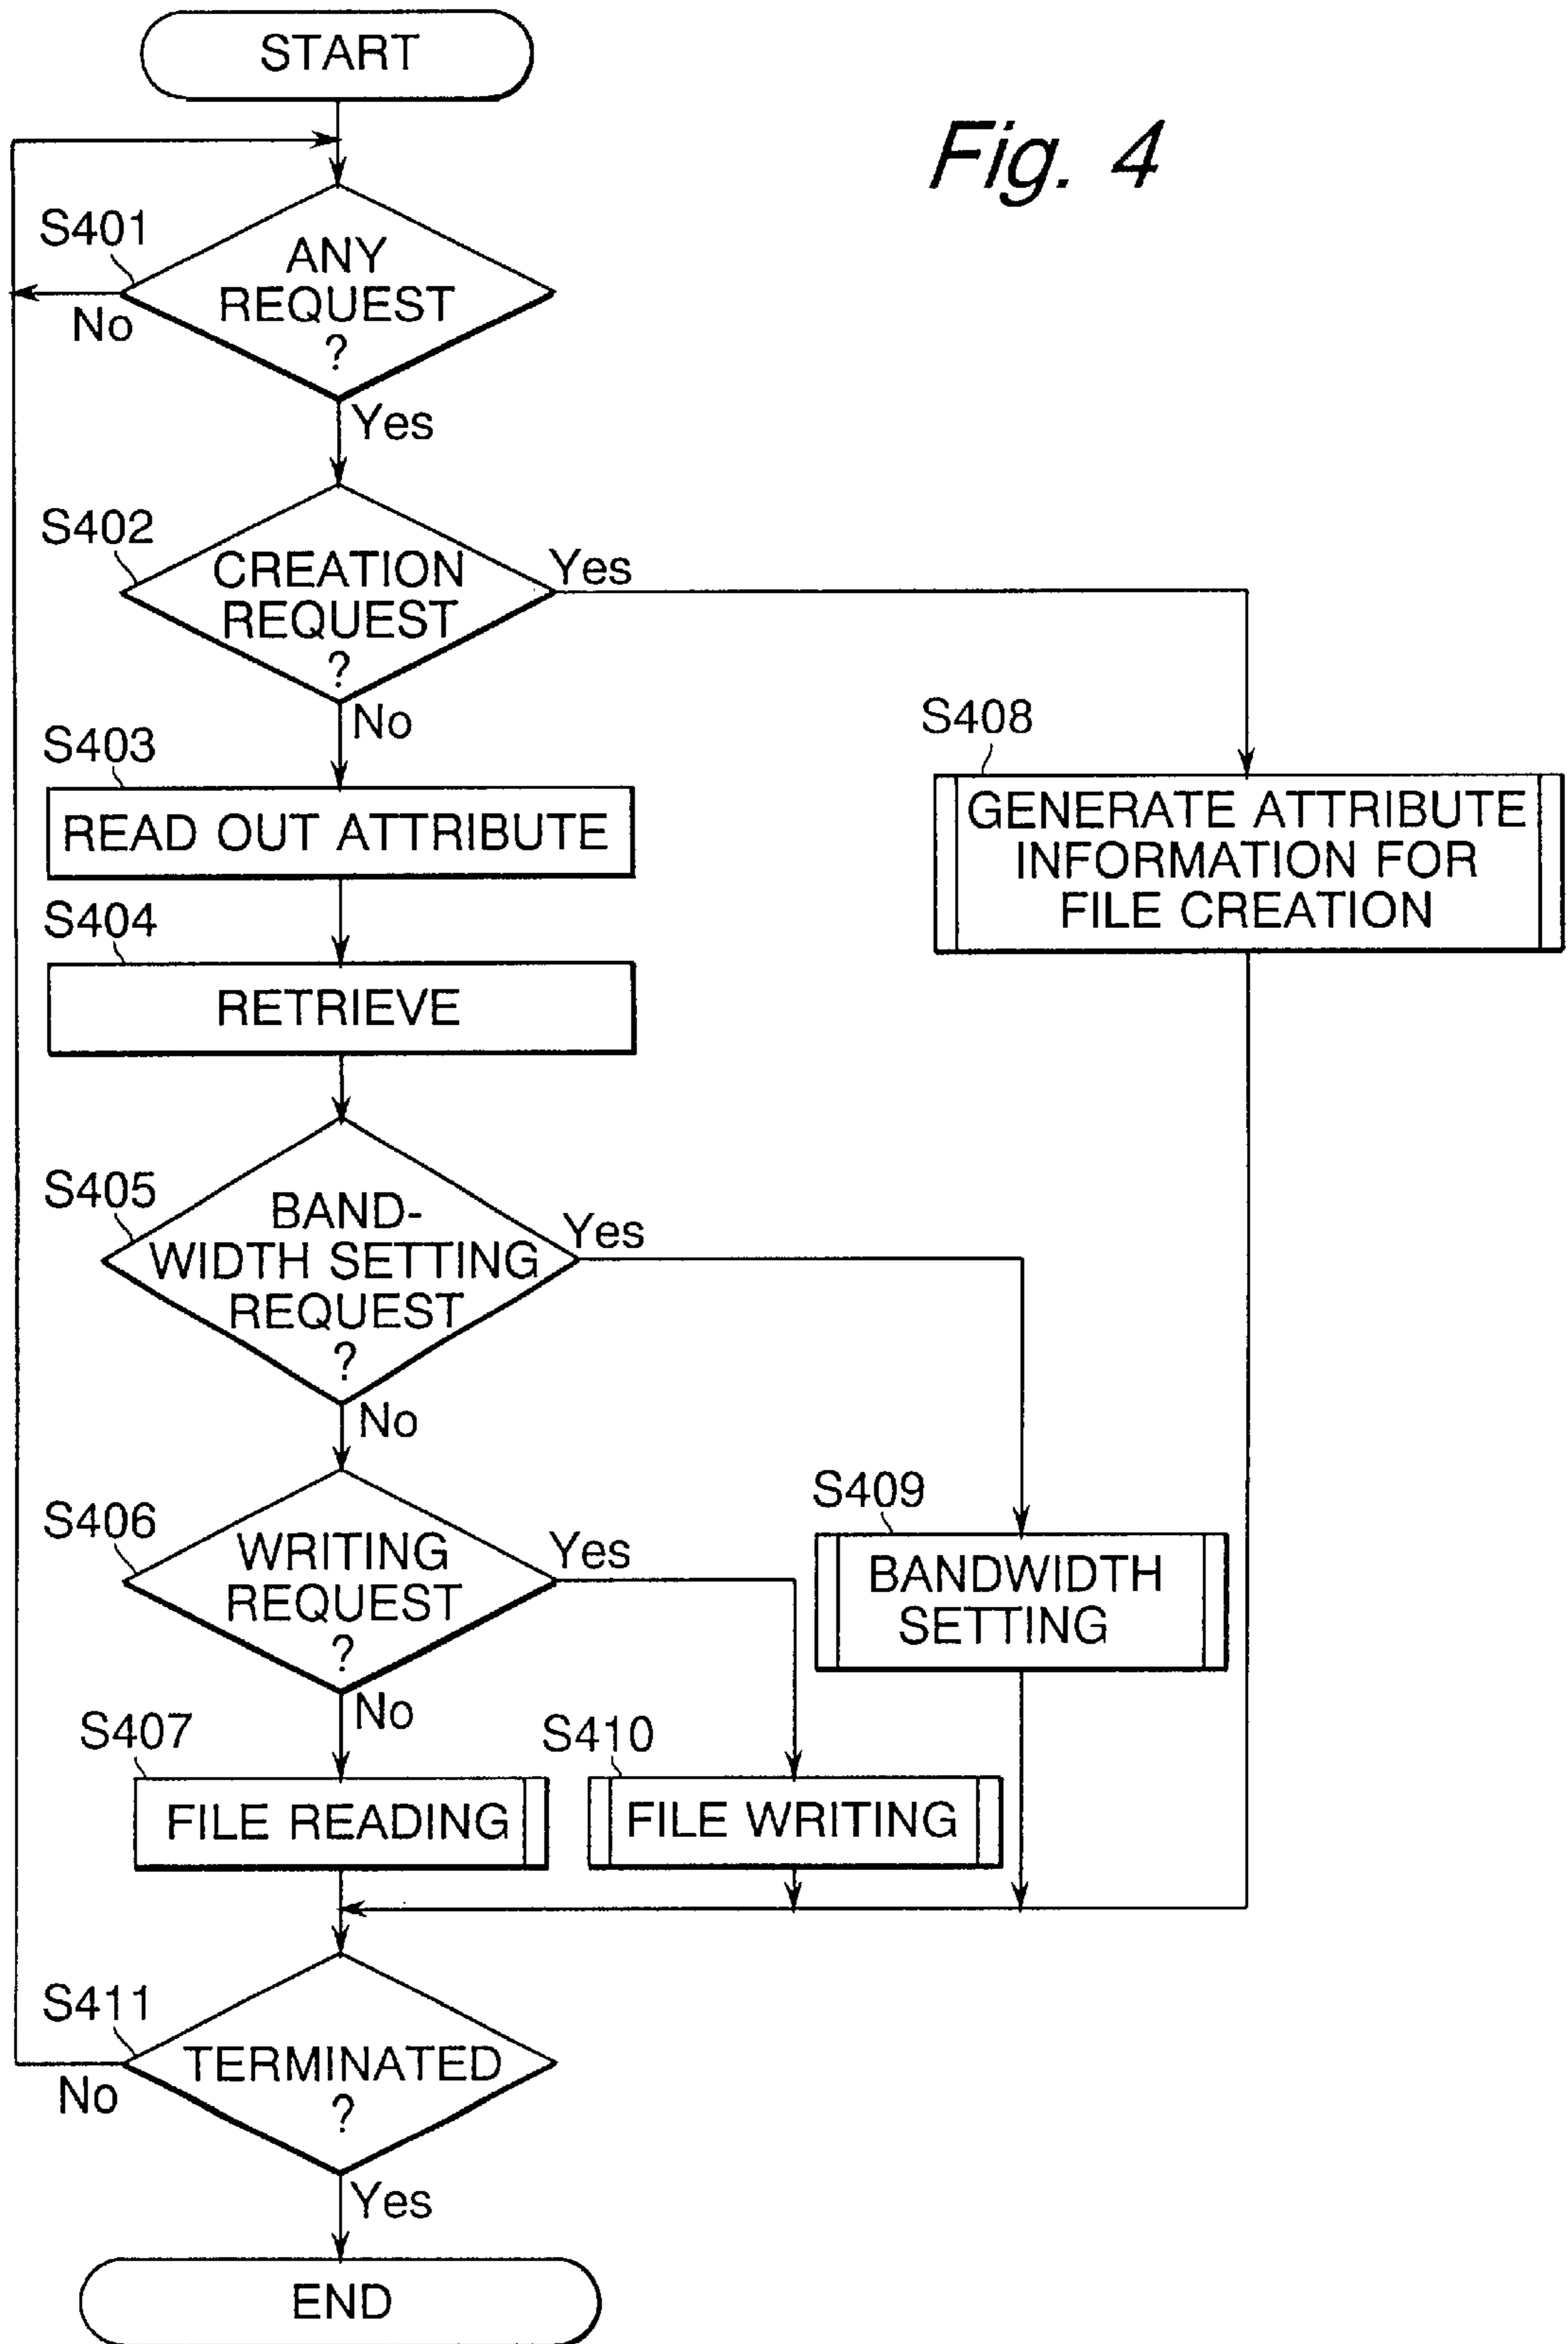 START
Fig. 4
S401
ANY
REQUEST
?
No
Yes
S402
CREATION
REQUEST
?
Yes
No
S403
READ OUT ATTRIBUTE
S408
GENERATE ATTRIBUTE
INFORMATION FOR
FILE CREATION
S404
RETRIEVE
S405
BAND-
WIDTH SETTING
REQUEST
?
Yes
No
S406
WRITING
REQUEST
?
Yes
No
S409
BANDWIDTH
SETTING
S407
FILE READING
S410
FILE WRITING
S411
TERMINATED
?
No
Yes
END